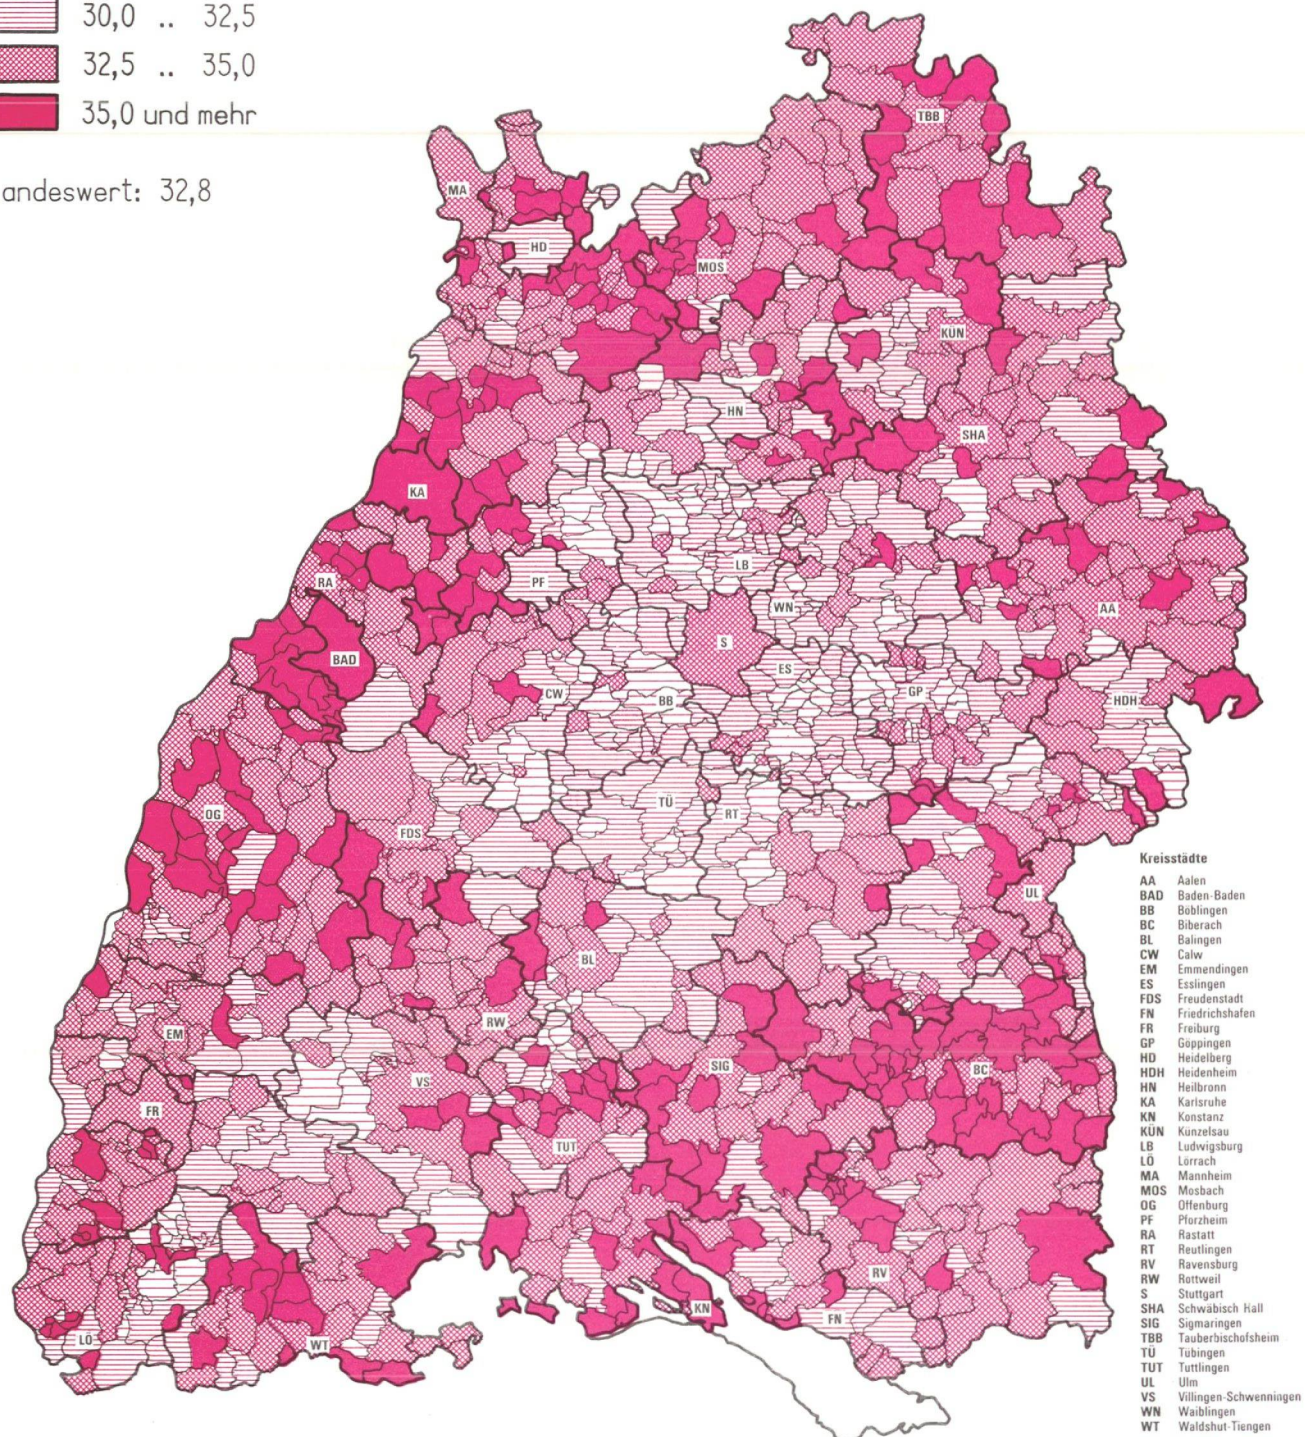 30,0 .. 32,5
32,5 .. 35,0
35,0 und mehr
andeswert: 32,8
TBB
MA
HD
MOS
KÜN
HN
SHA
KA
LB
PF
RA
WN
AA
S
BAD
ES
CW
BB
GP
HDH
OG
TÜ
RT
FDS
UL
BL
RW
EM
SIG
BC
VS
FR
TUT
RV
KN
FN
LÖ
WT
Kreisstädte
AA Aalen
BAD Baden-Baden
BB Böblingen
BC Biberach
BL Balingen
CW Calw
EM Emmendingen
ES Esslingen
FDS Freudenstadt
FN Friedrichshafen
FR Freiburg
GP Göppingen
HD Heidelberg
HDH Heidenheim
HN Heilbronn
KA Karlsruhe
KN Konstanz
KÜN Künzelsau
LB Ludwigsburg
LÖ Lörrach
MA Mannheim
MOS Mosbach
OG Offenburg
PF Pforzheim
RA Rastatt
RT Reutlingen
RV Ravensburg
RW Rottweil
S Stuttgart
SHA Schwäbisch Hall
SIG Sigmaringen
TBB Tauberbischofsheim
TÜ Tübingen
TUT Tuttlingen
UL Ulm
VS Villingen-Schwenningen
WN Waiblingen
WT Waldshut-Tiengen